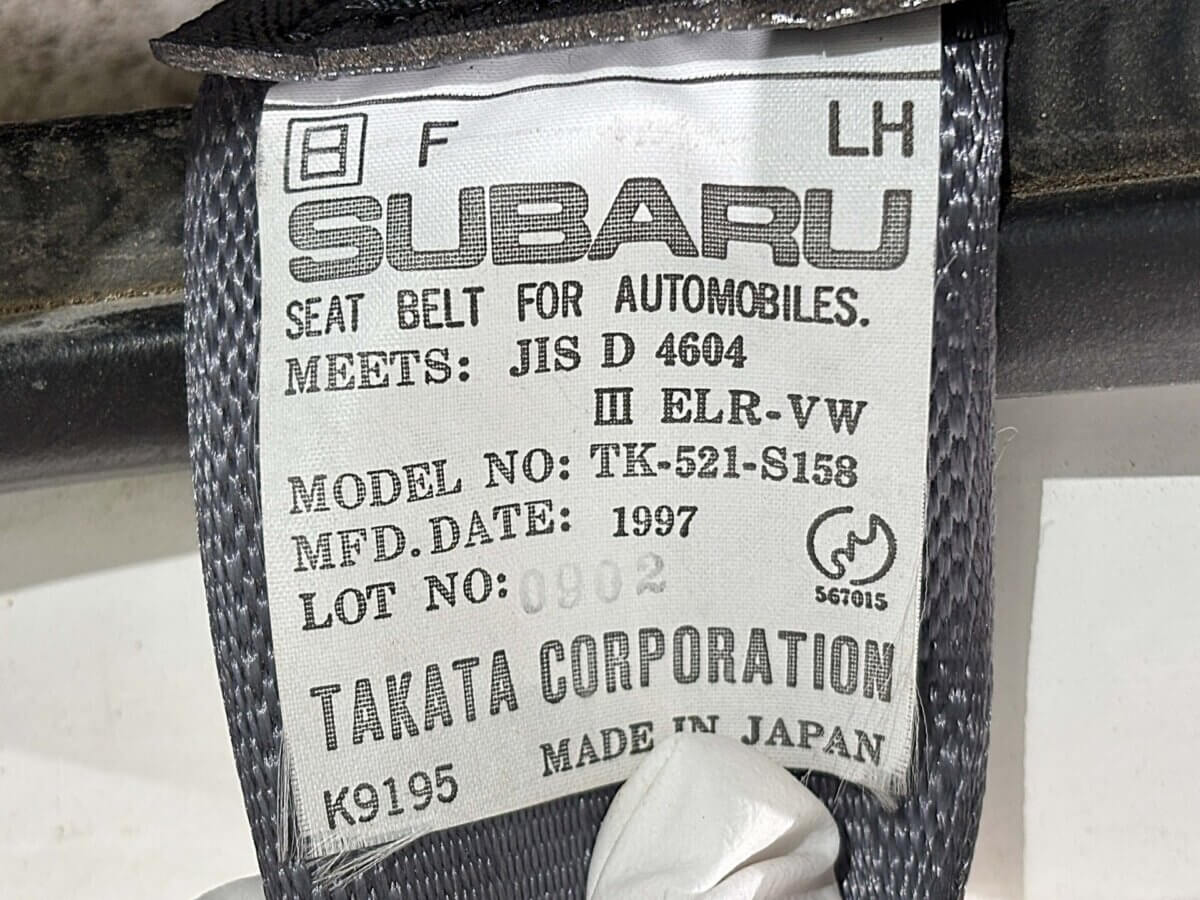 日 F LH
SUBARU
SEAT BELT FOR AUTOMOBILES.
MEETS: JIS D 4604
III ELR-VW
MODEL NO: TK-521-S158
MFD. DATE: 1997
LOT NO: 0902
567015
TAKATA CORPORATION
MADE IN JAPAN
K9195